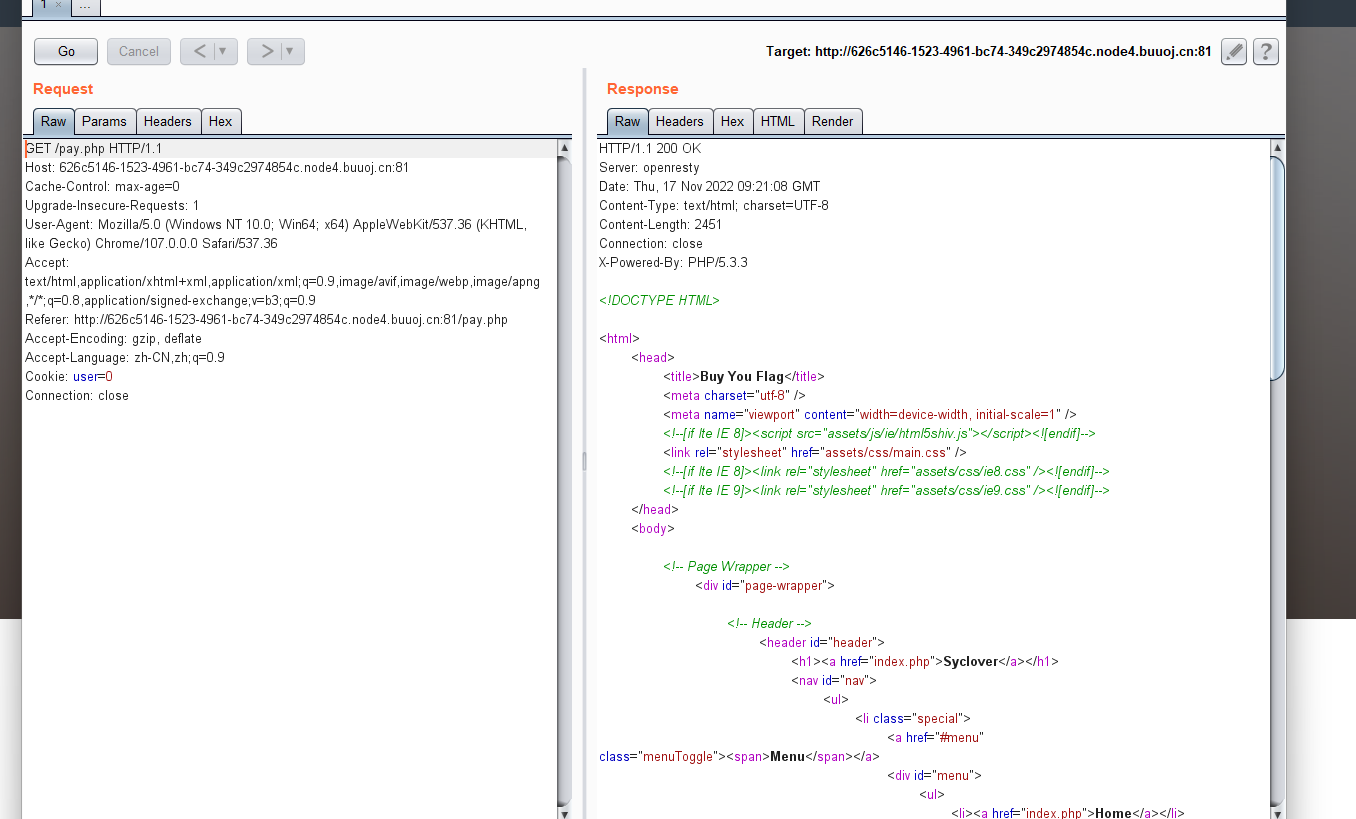 1 × ...
Go Cancel < ▼ > ▼ Target: http://626c5146-1523-4961-bc74-349c2974854c.node4.buuoj.cn:81 ?
Request
Raw Params Headers Hex
GET /pay.php HTTP/1.1
Host: 626c5146-1523-4961-bc74-349c2974854c.node4.buuoj.cn:81
Cache-Control: max-age=0
Upgrade-Insecure-Requests: 1
User-Agent: Mozilla/5.0 (Windows NT 10.0; Win64; x64) AppleWebKit/537.36 (KHTML,
like Gecko) Chrome/107.0.0.0 Safari/537.36
Accept:
text/html,application/xhtml+xml,application/xml;q=0.9,image/avif,image/webp,image/apng
,*/*;q=0.8,application/signed-exchange;v=b3;q=0.9
Referer: http://626c5146-1523-4961-bc74-349c2974854c.node4.buuoj.cn:81/pay.php
Accept-Encoding: gzip, deflate
Accept-Language: zh-CN,zh;q=0.9
Cookie: user=0
Connection: close
Response
Raw Headers Hex HTML Render
HTTP/1.1 200 OK
Server: openresty
Date: Thu, 17 Nov 2022 09:21:08 GMT
Content-Type: text/html; charset=UTF-8
Content-Length: 2451
Connection: close
X-Powered-By: PHP/5.3.3
<!DOCTYPE HTML>
<html>
<head>
<title>Buy You Flag</title>
<meta charset="utf-8" />
<meta name="viewport" content="width=device-width, initial-scale=1" />
<!--[if lte IE 8]><script src="assets/js/ie/html5shiv.js"></script><![endif]-->
<link rel="stylesheet" href="assets/css/main.css" />
<!--[if lte IE 8]><link rel="stylesheet" href="assets/css/ie8.css" /><![endif]-->
<!--[if lte IE 9]><link rel="stylesheet" href="assets/css/ie9.css" /><![endif]-->
</head>
<body>
<!-- Page Wrapper -->
<div id="page-wrapper">
<!-- Header -->
<header id="header">
<h1><a href="index.php">Syclover</a></h1>
<nav id="nav">
<ul>
<li class="special">
<a href="#menu"
class="menuToggle"><span>Menu</span></a>
<div id="menu">
<ul>
<li><a href="index.php">Home</a></li>